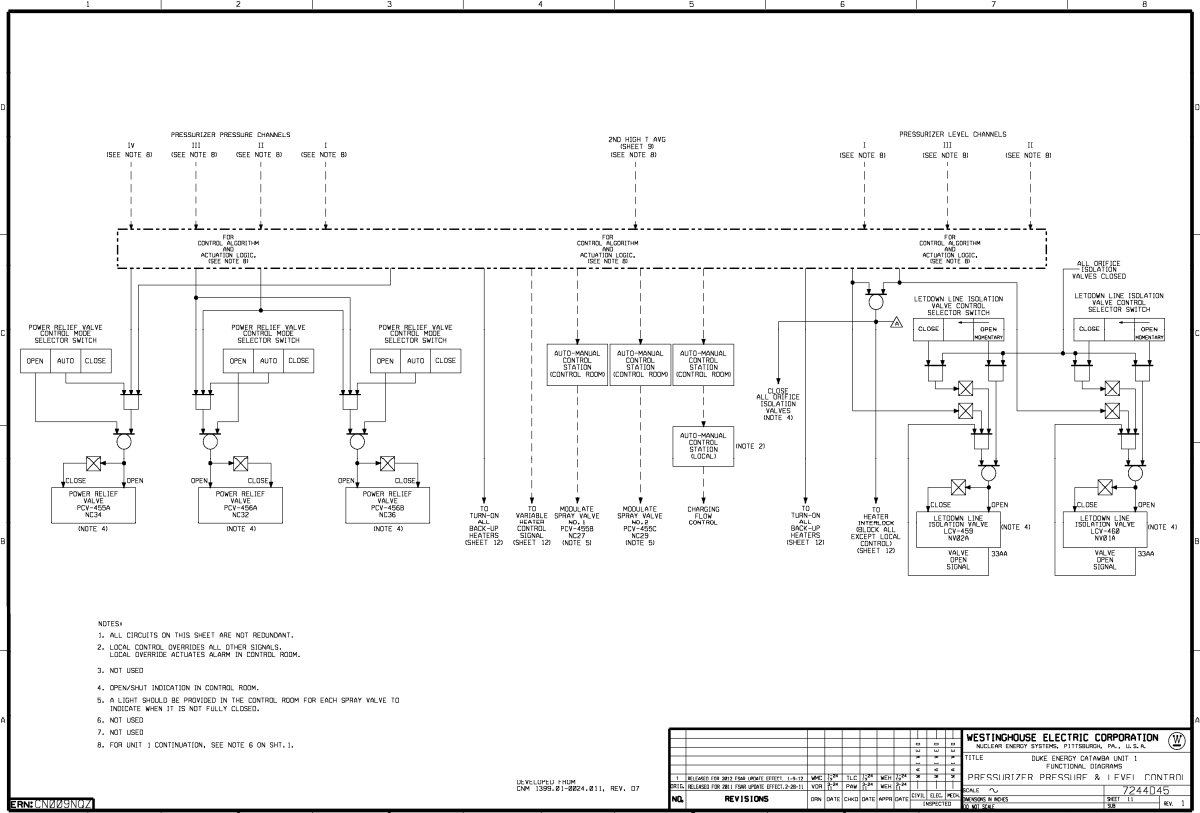 1 2 3 4 5 6 7 8
D
C
B
A
D
C
B
A
PRESSURIZER PRESSURE CHANNELS
IV
(SEE NOTE 8)
III
(SEE NOTE 8)
II
(SEE NOTE 8)
I
(SEE NOTE 8)
2ND HIGH T AVG
(SHEET 9)
(SEE NOTE 8)
PRESSURIZER LEVEL CHANNELS
I
(SEE NOTE 8)
III
(SEE NOTE 8)
II
(SEE NOTE 8)
FOR
CONTROL ALGORITHM
AND
ACTUATION LOGIC,
(SEE NOTE 8)
FOR
CONTROL ALGORITHM
AND
ACTUATION LOGIC,
(SEE NOTE 8)
FOR
CONTROL ALGORITHM
AND
ACTUATION LOGIC,
(SEE NOTE 8)
ALL ORIFICE
ISOLATION
VALVES CLOSED
POWER RELIEF VALVE
CONTROL MODE
SELECTOR SWITCH
OPEN AUTO CLOSE
POWER RELIEF VALVE
CONTROL MODE
SELECTOR SWITCH
OPEN AUTO CLOSE
POWER RELIEF VALVE
CONTROL MODE
SELECTOR SWITCH
OPEN AUTO CLOSE
AUTO-MANUAL
CONTROL
STATION
(CONTROL ROOM)
AUTO-MANUAL
CONTROL
STATION
(CONTROL ROOM)
AUTO-MANUAL
CONTROL
STATION
(CONTROL ROOM)
AUTO-MANUAL
CONTROL
STATION
(LOCAL)
(NOTE 2)
CLOSE
ALL ORIFICE
ISOLATION
VALVES
(NOTE 4)
A
LETDOWN LINE ISOLATION
VALVE CONTROL
SELECTOR SWITCH
CLOSE
OPEN
MOMENTARY
LETDOWN LINE ISOLATION
VALVE CONTROL
SELECTOR SWITCH
CLOSE
OPEN
MOMENTARY
CLOSE OPEN
POWER RELIEF
VALVE
PCV-455A
NC34
(NOTE 4)
OPEN CLOSE
POWER RELIEF
VALVE
PCV-456A
NC32
(NOTE 4)
OPEN CLOSE
POWER RELIEF
VALVE
PCV-456B
NC36
(NOTE 4)
TO
TURN-ON
ALL
BACK-UP
HEATERS
(SHEET 12)
TO
VARIABLE
HEATER
CONTROL
SIGNAL
(SHEET 12)
MODULATE
SPRAY VALVE
NO.1
PCV-455B
NC27
(NOTE 5)
MODULATE
SPRAY VALVE
NO.2
PCV-455C
NC29
(NOTE 5)
CHARGING
FLOW
CONTROL
TO
TURN-ON
ALL
BACK-UP
HEATERS
(SHEET 12)
TO
HEATER
INTERLOCK
(BLOCK ALL
EXCEPT LOCAL
CONTROL)
(SHEET 12)
CLOSE OPEN
LETDOWN LINE
ISOLATION VALVE
LCV-459
NV02A
(NOTE 4)
VALVE
OPEN
SIGNAL
33AA
CLOSE OPEN
LETDOWN LINE
ISOLATION VALVE
LCV-460
NV01A
(NOTE 4)
VALVE
OPEN
SIGNAL
33AA
NOTES:
1. ALL CIRCUITS ON THIS SHEET ARE NOT REDUNDANT.
2. LOCAL CONTROL OVERRIDES ALL OTHER SIGNALS.
LOCAL OVERRIDE ACTUATES ALARM IN CONTROL ROOM.
3. NOT USED
4. OPEN/SHUT INDICATION IN CONTROL ROOM.
5. A LIGHT SHOULD BE PROVIDED IN THE CONTROL ROOM FOR EACH SPRAY VALVE TO
INDICATE WHEN IT IS NOT FULLY CLOSED.
6. NOT USED
7. NOT USED
8. FOR UNIT 1 CONTINUATION, SEE NOTE 6 ON SHT.1.
DEVELOPED FROM
CNM 1399.01-0024.011, REV. D7
ERN: CN009NQZ
1 RELEASED FOR 2012 FSAR UPDATE EFFECT. 1-9-12 WMC TLC WEH
ORIG. RELEASED FOR 2011 FSAR UPDATE EFFECT.2-28-11 VDR PAW WEH
NO. REVISIONS DRN DATE CHKD DATE APPR DATE CIVIL ELEC. MECH.
INSPECTED
WESTINGHOUSE ELECTRIC CORPORATION
NUCLEAR ENERGY SYSTEMS, PITTSBURGH, PA., U.S.A.
W
TITLE
DUKE ENERGY CATAWBA UNIT 1
FUNCTIONAL DIAGRAMS
PRESSURIZER PRESSURE & LEVEL CONTROL
SCALE
7244D45
DIMENSIONS IN INCHES
DO NOT SCALE
SHEET 11
SUB
REV. 1